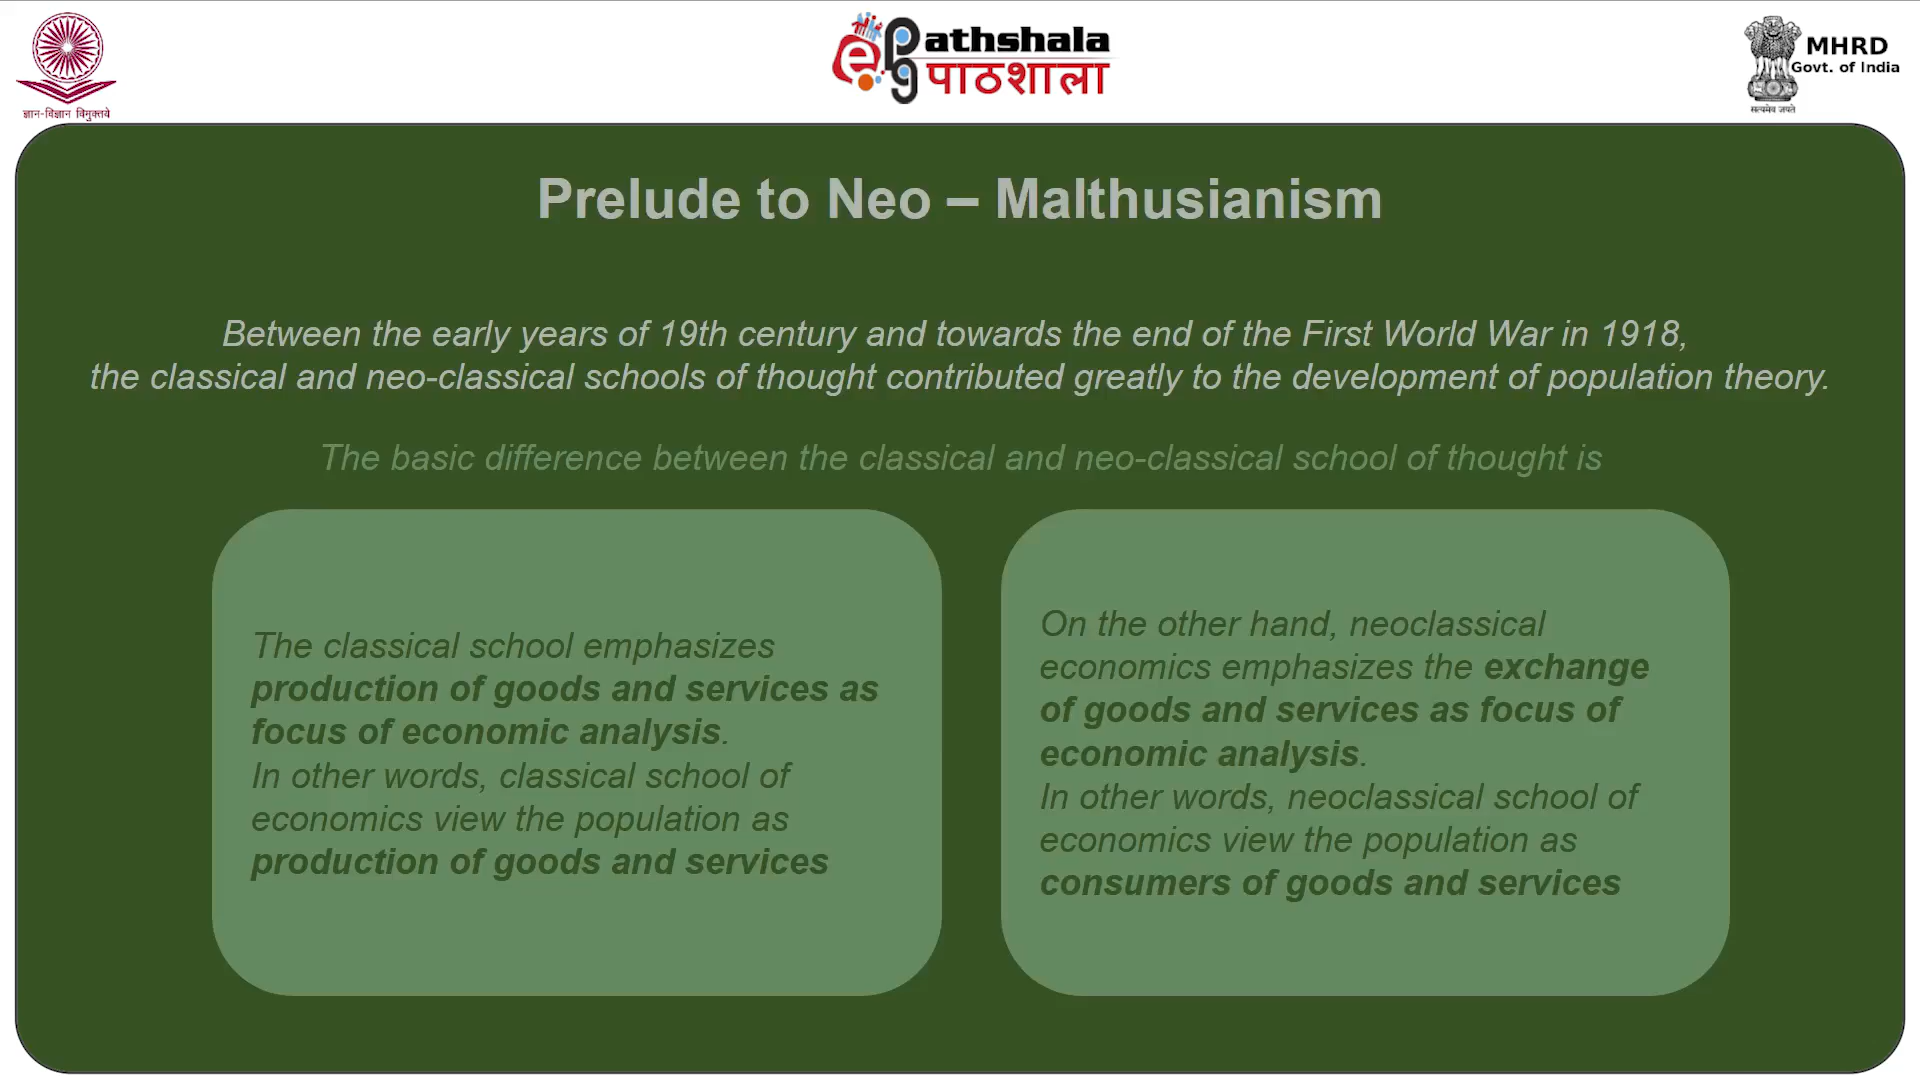 ज्ञान-विज्ञान विमुक्तये
e PG Pathshala
पाठशाला
MHRD
Govt. of India
सत्यमेव जयते
Prelude to Neo – Malthusianism
Between the early years of 19th century and towards the end of the First World War in 1918,
the classical and neo-classical schools of thought contributed greatly to the development of population theory.
The basic difference between the classical and neo-classical school of thought is
The classical school emphasizes
production of goods and services as
focus of economic analysis.
In other words, classical school of
economics view the population as
production of goods and services
On the other hand, neoclassical
economics emphasizes the exchange
of goods and services as focus of
economic analysis.
In other words, neoclassical school of
economics view the population as
consumers of goods and services